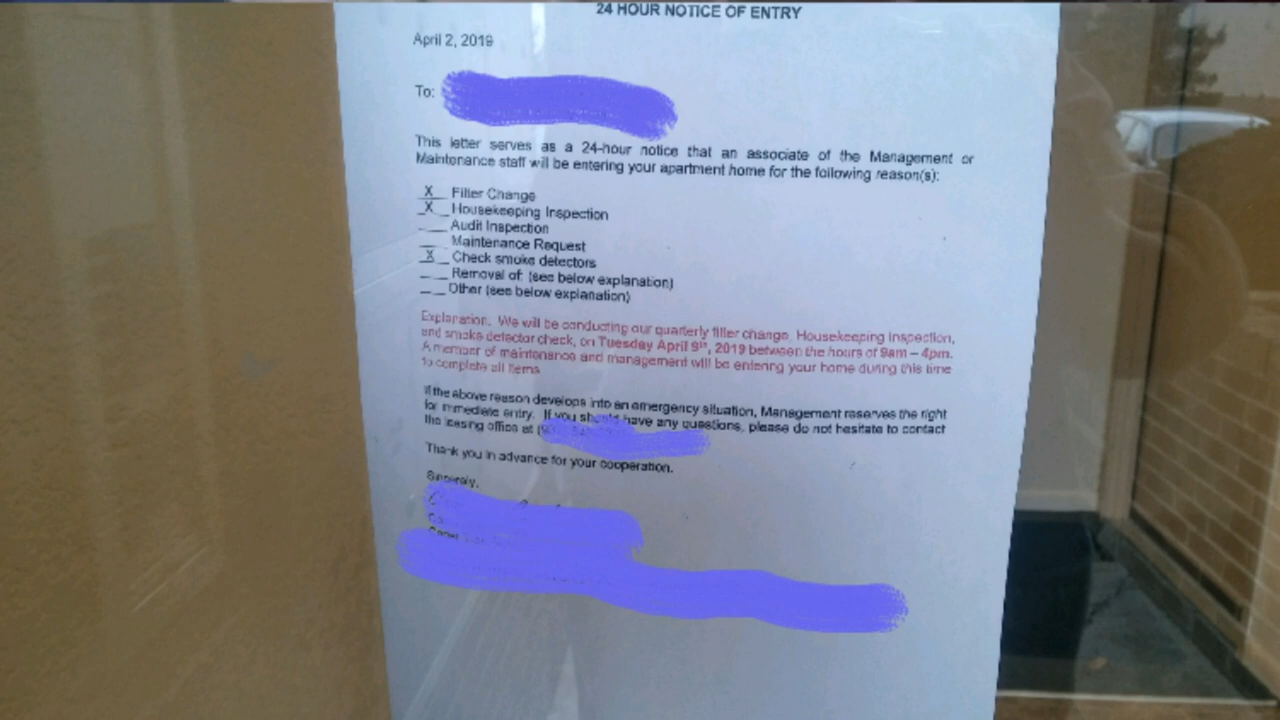 24 HOUR NOTICE OF ENTRY
April 2, 2019
To:
This letter serves as a 24-hour notice that an associate of the Management or
Maintenance staff will be entering your apartment home for the following reason(s):
X Filter Change
X Housekeeping Inspection
___ Audit Inspection
___ Maintenance Request
X Check smoke detectors
___ Removal of: (see below explanation)
___ Other (see below explanation)
Explanation. We will be conducting our quarterly filter change, Housekeeping Inspection,
and smoke detector check, on Tuesday April 9th, 2019 between the hours of 9am – 4pm.
A member of maintenance and management will be entering your home during this time
to complete all items
If the above reason develops into an emergency situation, Management reserves the right
for immediate entry. If you should have any questions, please do not hesitate to contact
the leasing office at
Thank you in advance for your cooperation.
Sincerely,